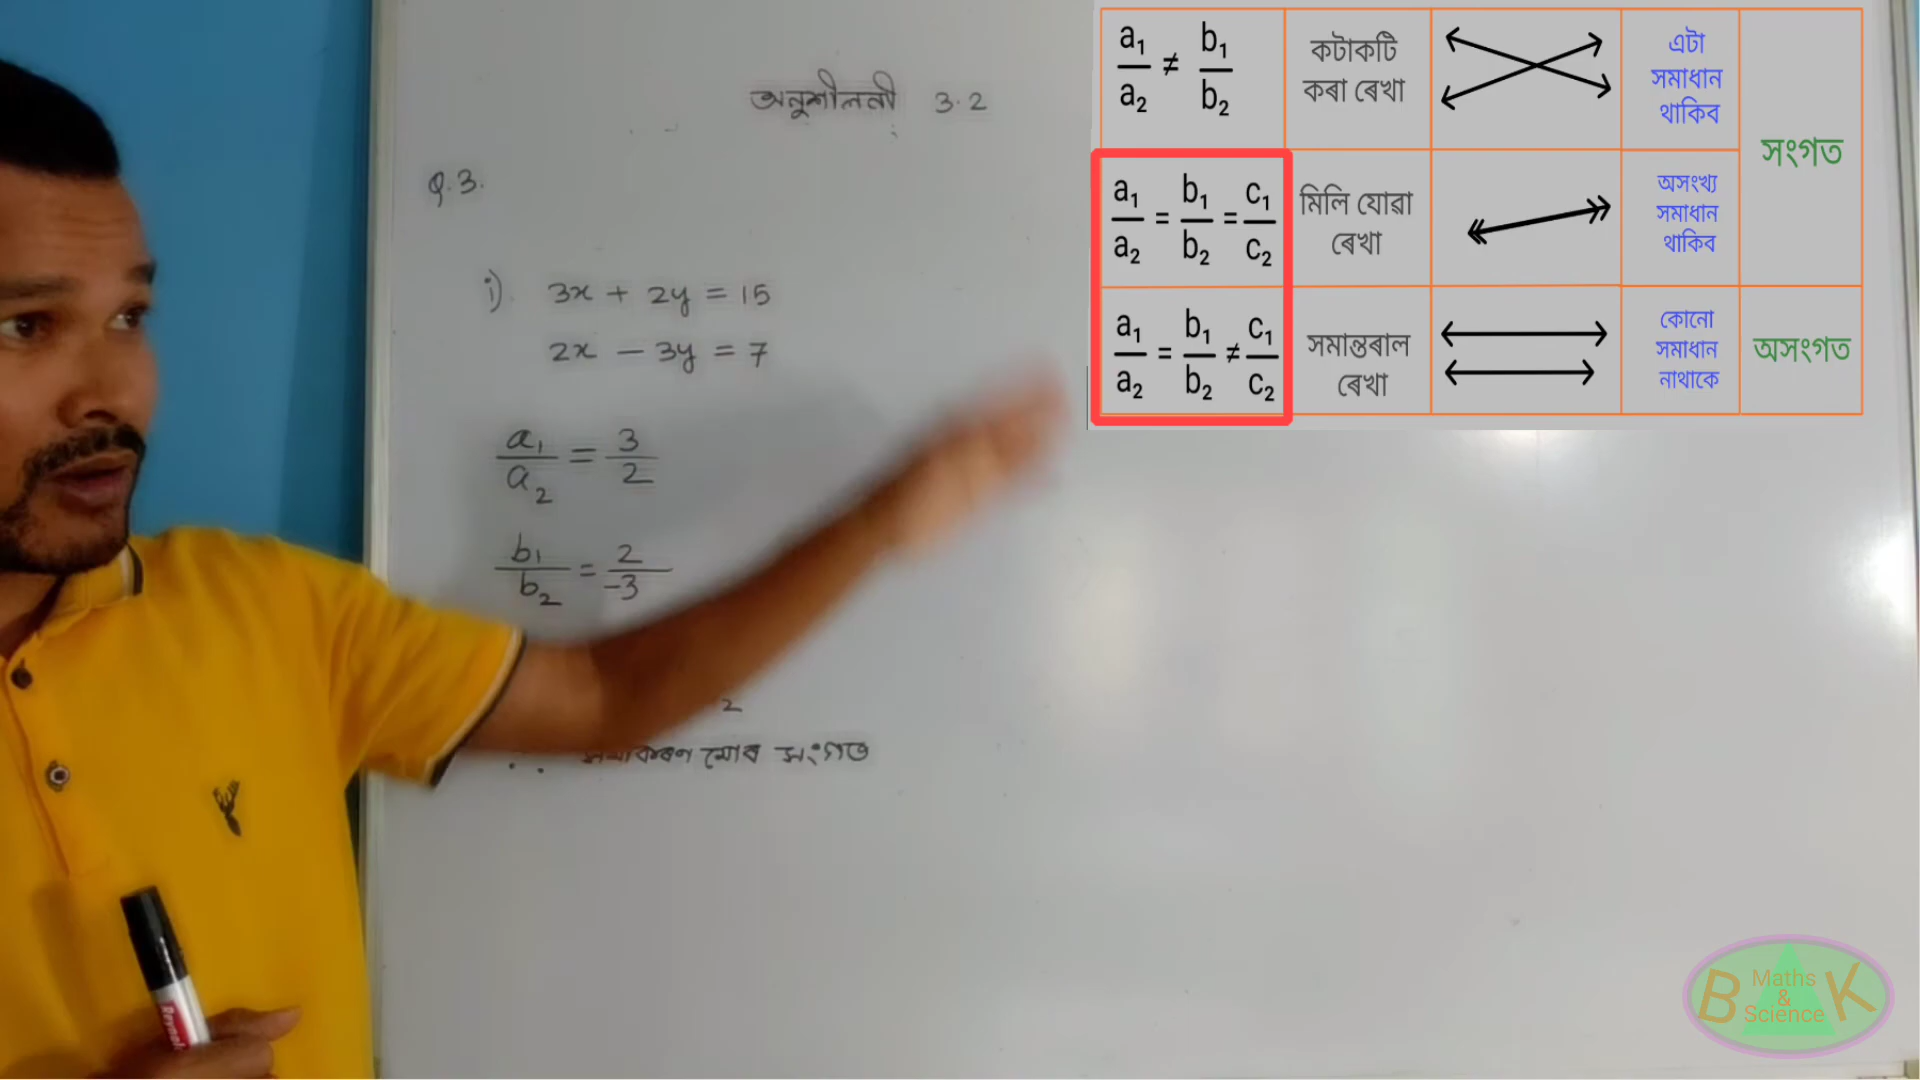 অনুশীলনী 3.2
Q.3.
i) 3x + 2y = 15
2x - 3y = 7
a₁/a₂ = 3/2
b₁/b₂ = 2/-3
2
∴ সমীকৰণ যোৰ সংগত
a₁/a₂ ≠ b₁/b₂
কটাকটি
কৰা ৰেখা
এটা
সমাধান
থাকিব
সংগত
a₁/a₂ = b₁/b₂ = c₁/c₂
মিলি যোৱা
ৰেখা
অসংখ্য
সমাধান
থাকিব
a₁/a₂ = b₁/b₂ ≠ c₁/c₂
সমান্তৰাল
ৰেখা
কোনো
সমাধান
নাথাকে
অসংগত
Reynol
B Maths & Science K